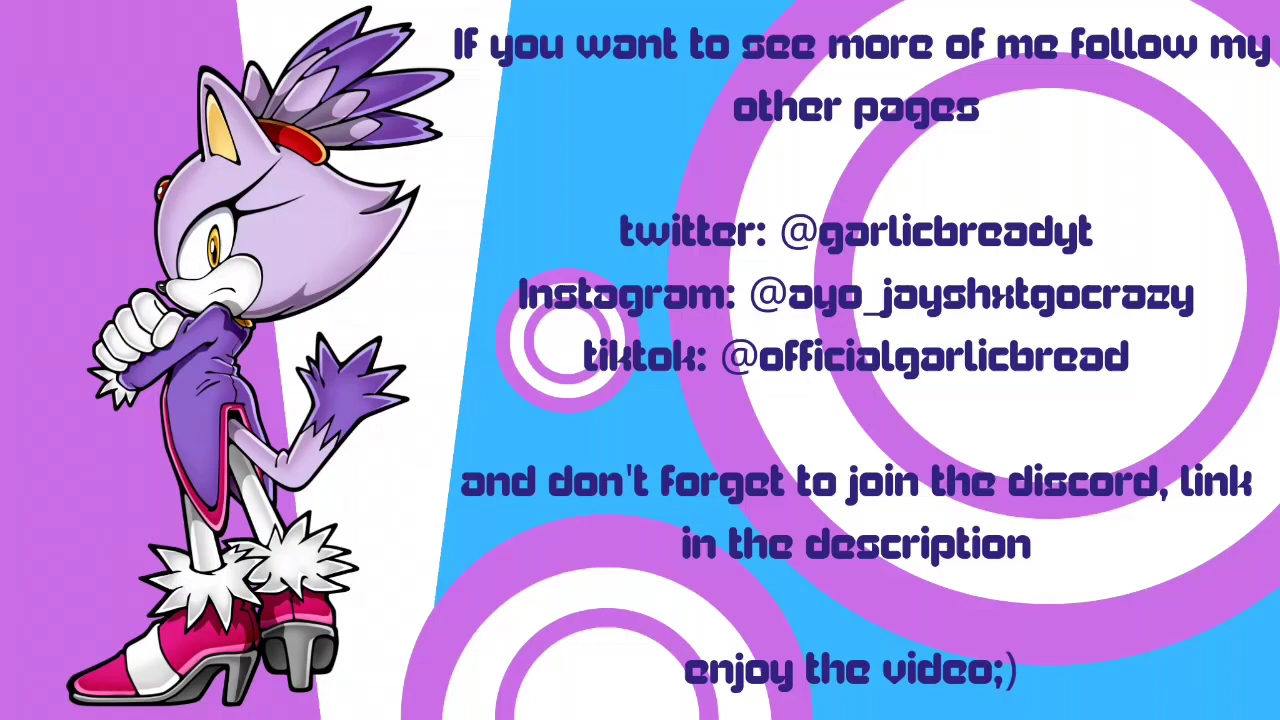 If you want to see more of me follow my
other pages
twitter: @garlicbreadyt
Instagram: @ayo_jayshxtgocrazy
tiktok: @officialgarlicbread
and don't forget to join the discord, link
in the description
enjoy the video;)